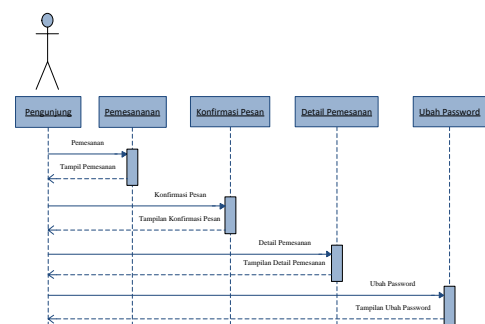 Pengunjung
Pemesananan
Konfirmasi Pesan
Detail Pemesanan
Ubah Password
Pemesanan
Tampil Pemesanan
Konfirmasi Pesan
Tampilan Konfirmasi Pesan
Detail Pemesanan
Tampilan Detail Pemesanan
Ubah Password
Tampilan Ubah Password